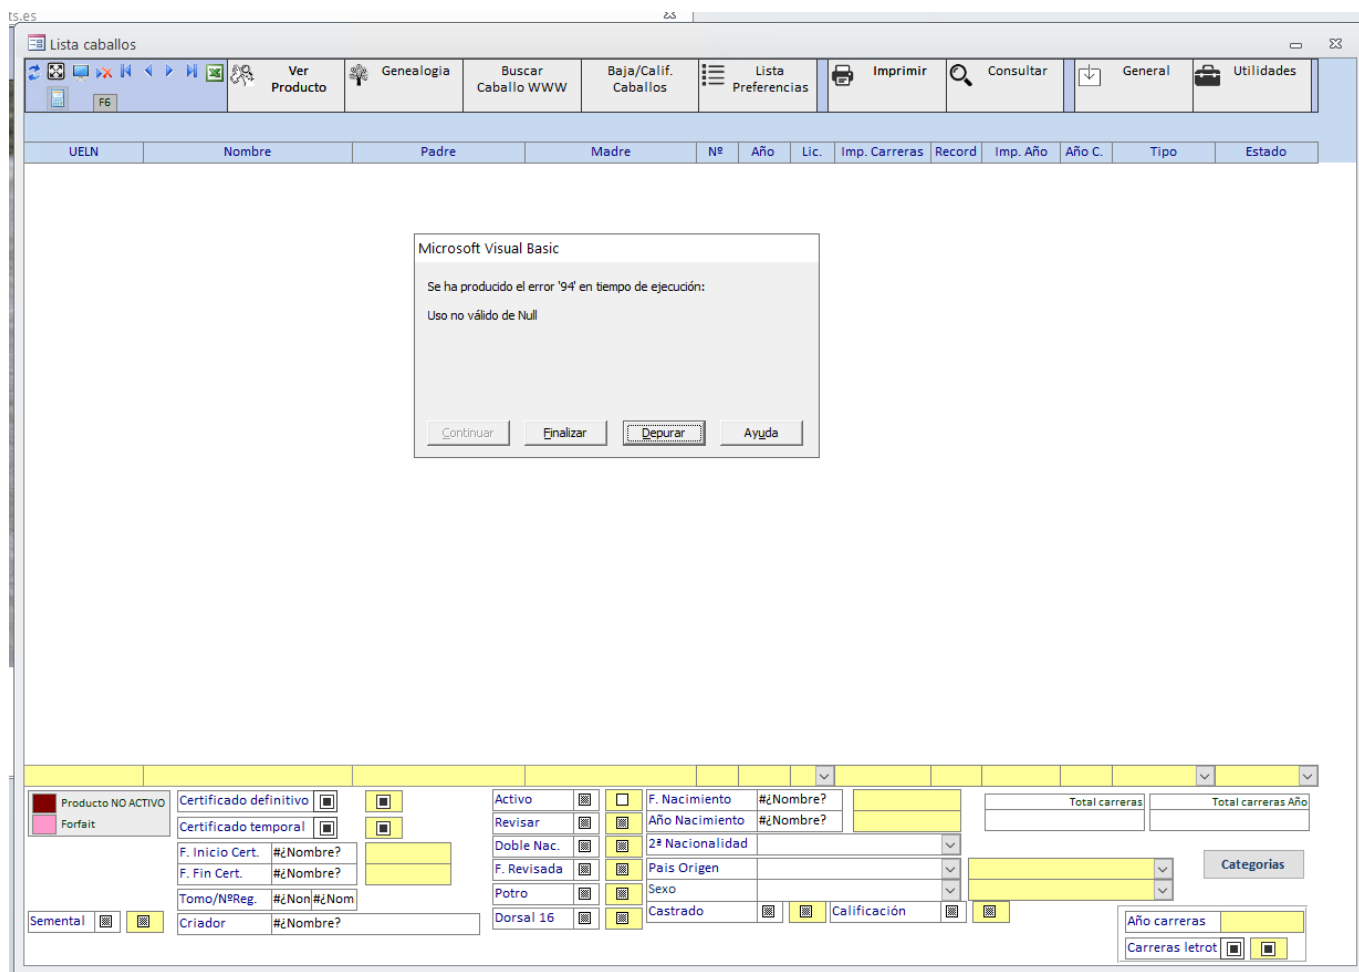 ts.es
Lista caballos
F6
Ver
Producto
Genealogia
Buscar
Caballo WWW
Baja/Calif.
Caballos
Lista
Preferencias
Imprimir
Consultar
General
Utilidades
UELN Nombre Padre Madre Nº Año Lic. Imp. Carreras Record Imp. Año Año C. Tipo Estado
Microsoft Visual Basic
Se ha producido el error '94' en tiempo de ejecución:
Uso no válido de Null
Continuar Finalizar Depurar Ayuda
Producto NO ACTIVO
Forfait
Semental
Certificado definitivo
Certificado temporal
F. Inicio Cert. #¿Nombre?
F. Fin Cert. #¿Nombre?
Tomo/NºReg. #¿Non #¿Nom
Criador #¿Nombre?
Activo
Revisar
Doble Nac.
F. Revisada
Potro
Dorsal 16
F. Nacimiento #¿Nombre?
Año Nacimiento #¿Nombre?
2ª Nacionalidad
Pais Origen
Sexo
Castrado
Calificación
Total carreras
Total carreras Año
Categorias
Año carreras
Carreras letrot